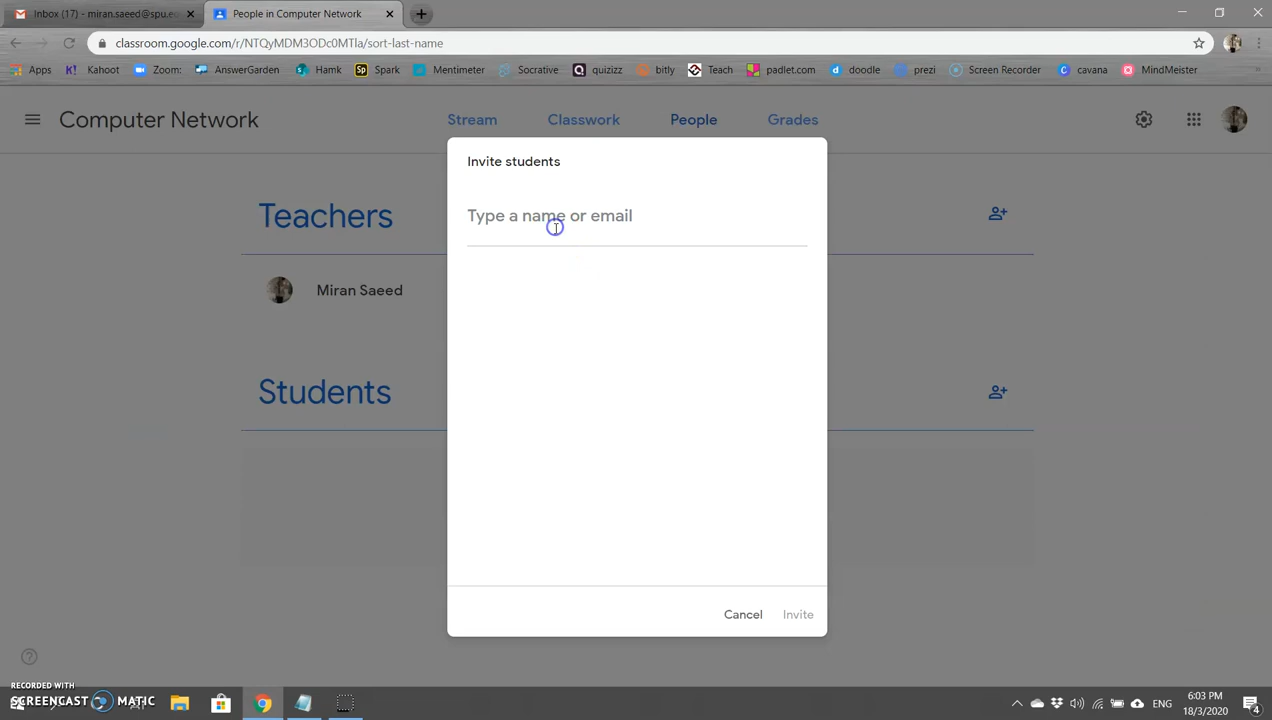 Inbox (17) - miran.saeed@spu.e
People in Computer Network
classroom.google.com/r/NTQyMDM3ODc0MTIa/sort-last-name
Apps Kahoot Zoom: AnswerGarden Hamk Spark Mentimeter Socrative quizizz bitly Teach padlet.com doodle prezi Screen Recorder cavana MindMeister
Computer Network Stream Classwork People Grades
Invite students
Teachers
Type a name or email
Miran Saeed
Students
Cancel Invite
RECORDED WITH
SCREENCAST MATIC
ENG
6:03 PM
18/3/2020
4